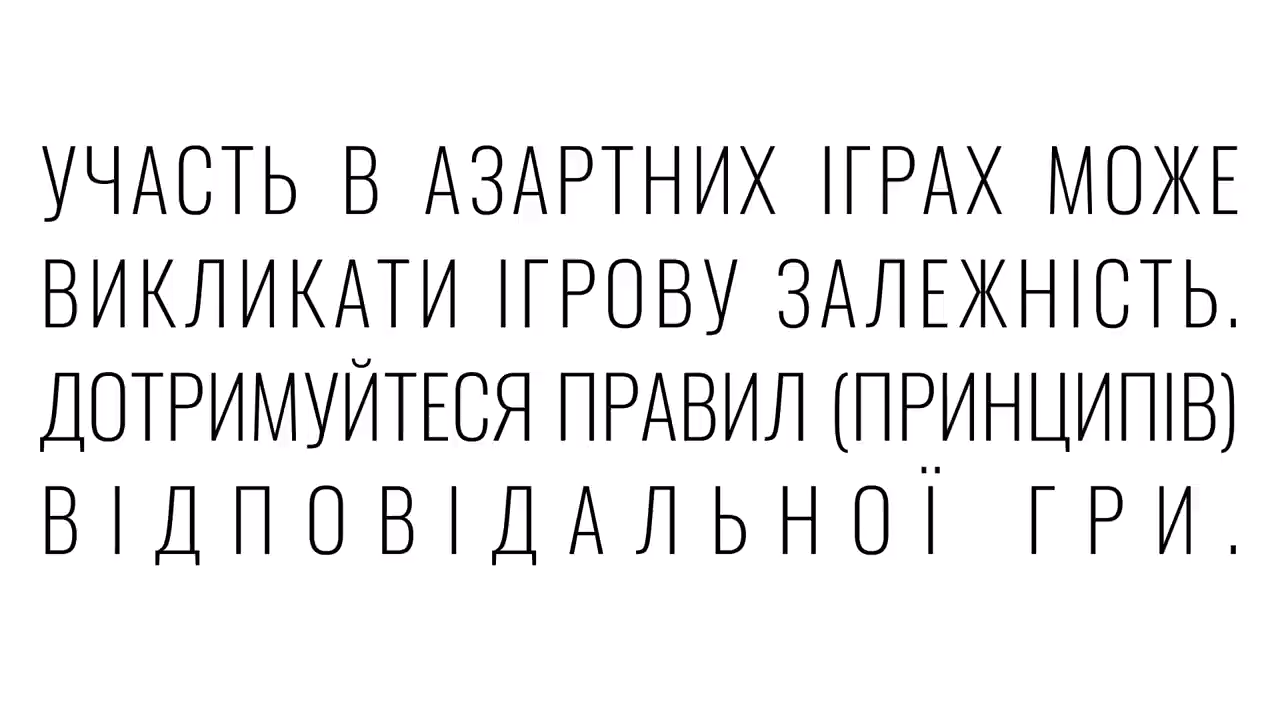 УЧАСТЬ В АЗАРТНИХ ІГРАХ МОЖЕ
ВИКЛИКАТИ ІГРОВУ ЗАЛЕЖНІСТЬ.
ДОТРИМУЙТЕСЯ ПРАВИЛ (ПРИНЦИПІВ)
ВІДПОВІДАЛЬНОЇ ГРИ.